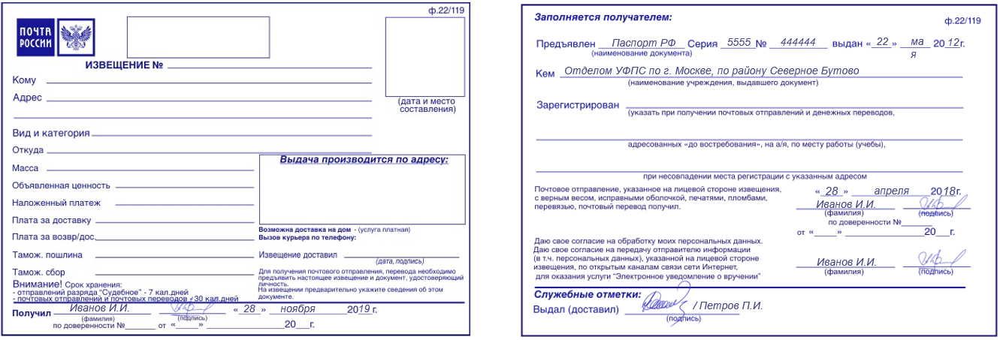 ф.22/119
ПОЧТА
РОССИИ
ИЗВЕЩЕНИЕ №
Кому
Адрес
(дата и место
составления)
Вид и категория
Откуда
Масса
Объявленная ценность
Наложенный платеж
Плата за доставку
Плата за возвр/дос.
Тамож. пошлина
Тамож. сбор
Выдача производится по адресу:
Возможна доставка на дом - (услуга платная)
Вызов курьера по телефону:
Извещение доставил
(дата, подпись)
Для получения почтового отправления, перевода необходимо
предъявить настоящее извещение и документ, удостоверяющий
личность.
На извещении предварительно укажите сведения об этом
документе.
Внимание! Срок хранения:
- отправлений разряда "Судебное" - 7 кал.дней
- почтовых отправлений и почтовых переводов - 30 кал.дней
Получил Иванов И.И. « 28 » ноября 2019 г.
(фамилия) (подпись)
по доверенности № от « » 20 г.
Заполняется получателем:
ф.22/119
Предъявлен Паспорт РФ Серия 5555 № 444444 выдан « 22 » ма 2012г.
я
(наименование документа)
Кем Отделом УФПС по г. Москве, по району Северное Бутово
(наименование учреждения, выдавшего документ)
Зарегистрирован
(указать при получении почтовых отправлений и денежных переводов,
адресованных «до востребования», на а/я, по месту работы (учебы),
при несовпадении места регистрации с указанным адресом
Почтовое отправление, указанное на лицевой стороне извещения,
с верным весом, исправными оболочкой, печатями, пломбами,
перевязью, почтовый перевод получил.
« 28 » апреля 2018г.
Иванов И.И.
(фамилия) (подпись)
по доверенности №
от « » 20 г.
Даю свое согласие на обработку моих персональных данных.
Даю свое согласие на передачу отправителю информации
(в т.ч. персональных данных), указанной на лицевой стороне
извещения, по открытым каналам связи сети Интернет,
для оказания услуги "Электронное уведомление о вручении"
Иванов И.И.
(фамилия) (подпись)
Служебные отметки:
Выдал (доставил) / Петров П.И.
(подпись)